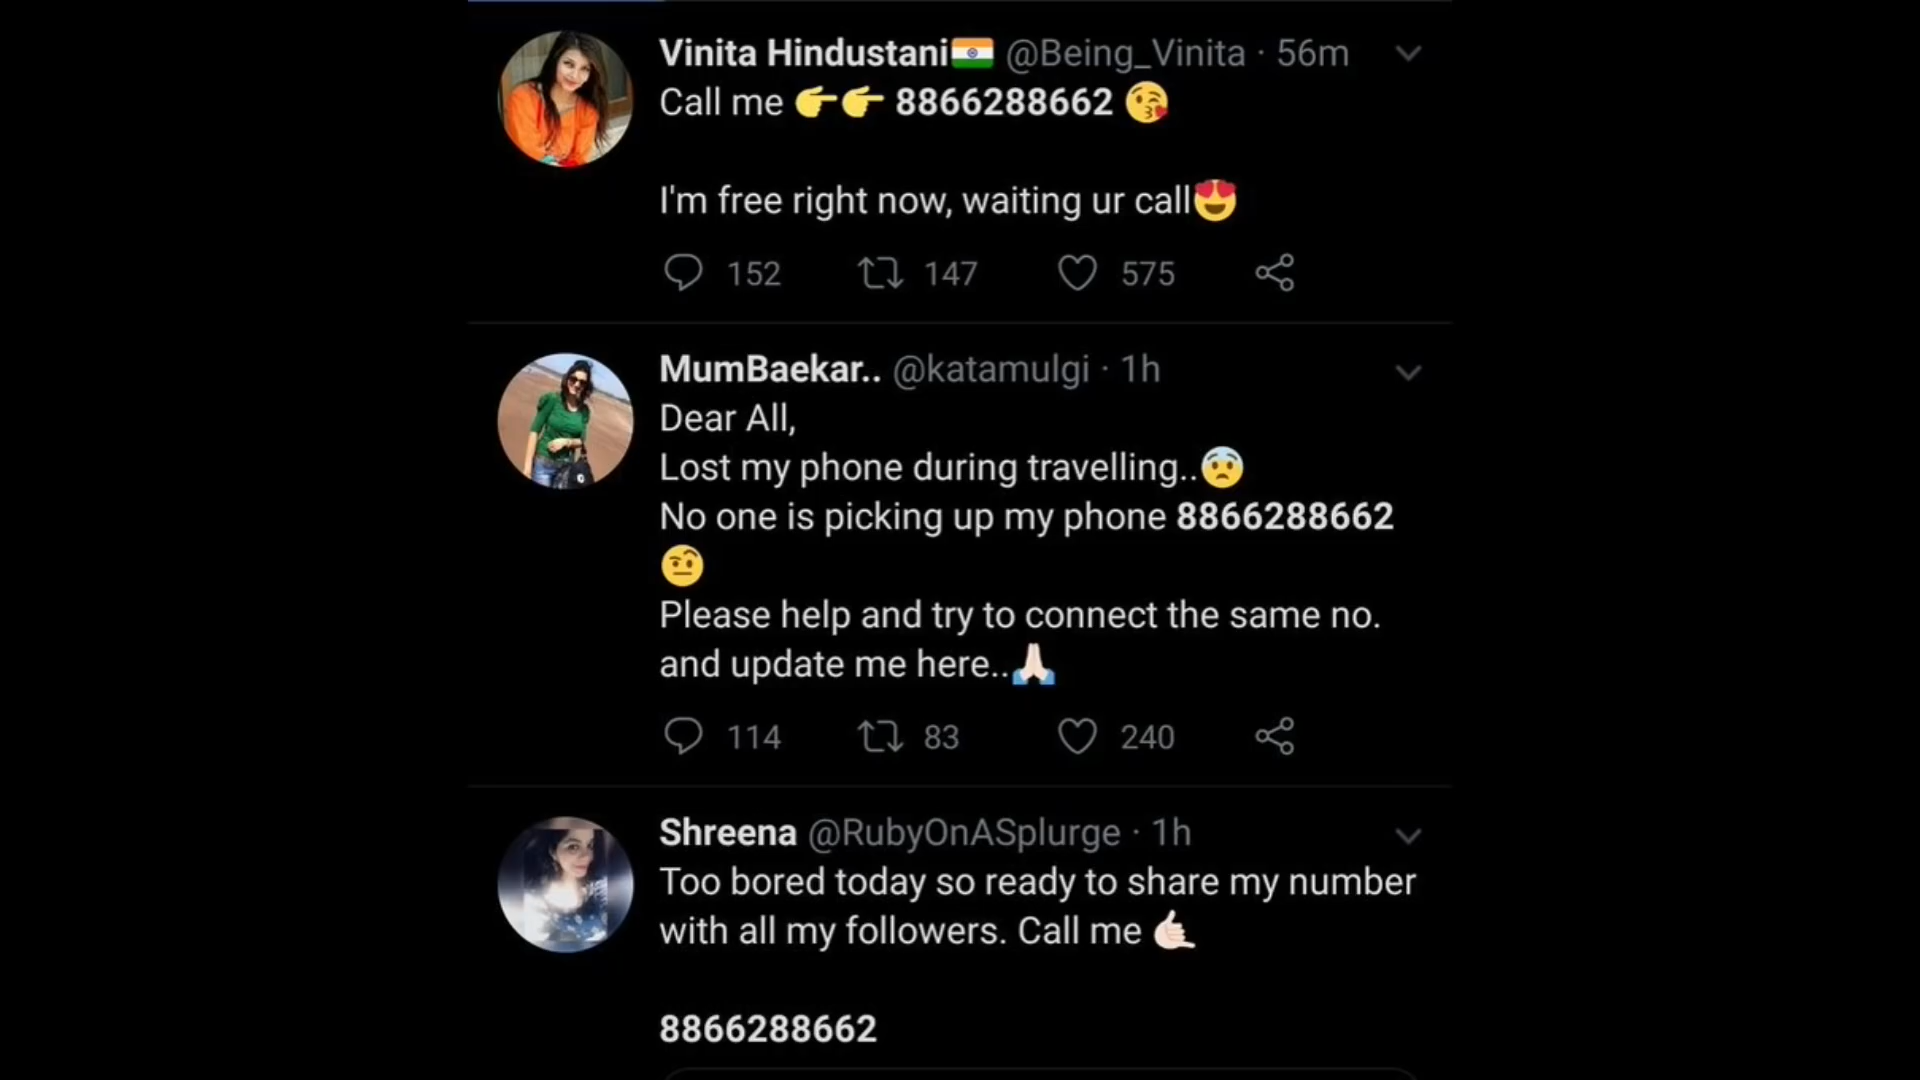 Vinita Hindustani🇮🇳 @Being_Vinita · 56m
Call me 👉👉 8866288662 😘
I'm free right now, waiting ur call😍
152 147 575
MumBaekar.. @katamulgi · 1h
Dear All,
Lost my phone during travelling..😨
No one is picking up my phone 8866288662
🤨
Please help and try to connect the same no.
and update me here..🙏🏻
114 83 240
Shreena @RubyOnASplurge · 1h
Too bored today so ready to share my number
with all my followers. Call me 🤙🏻
8866288662